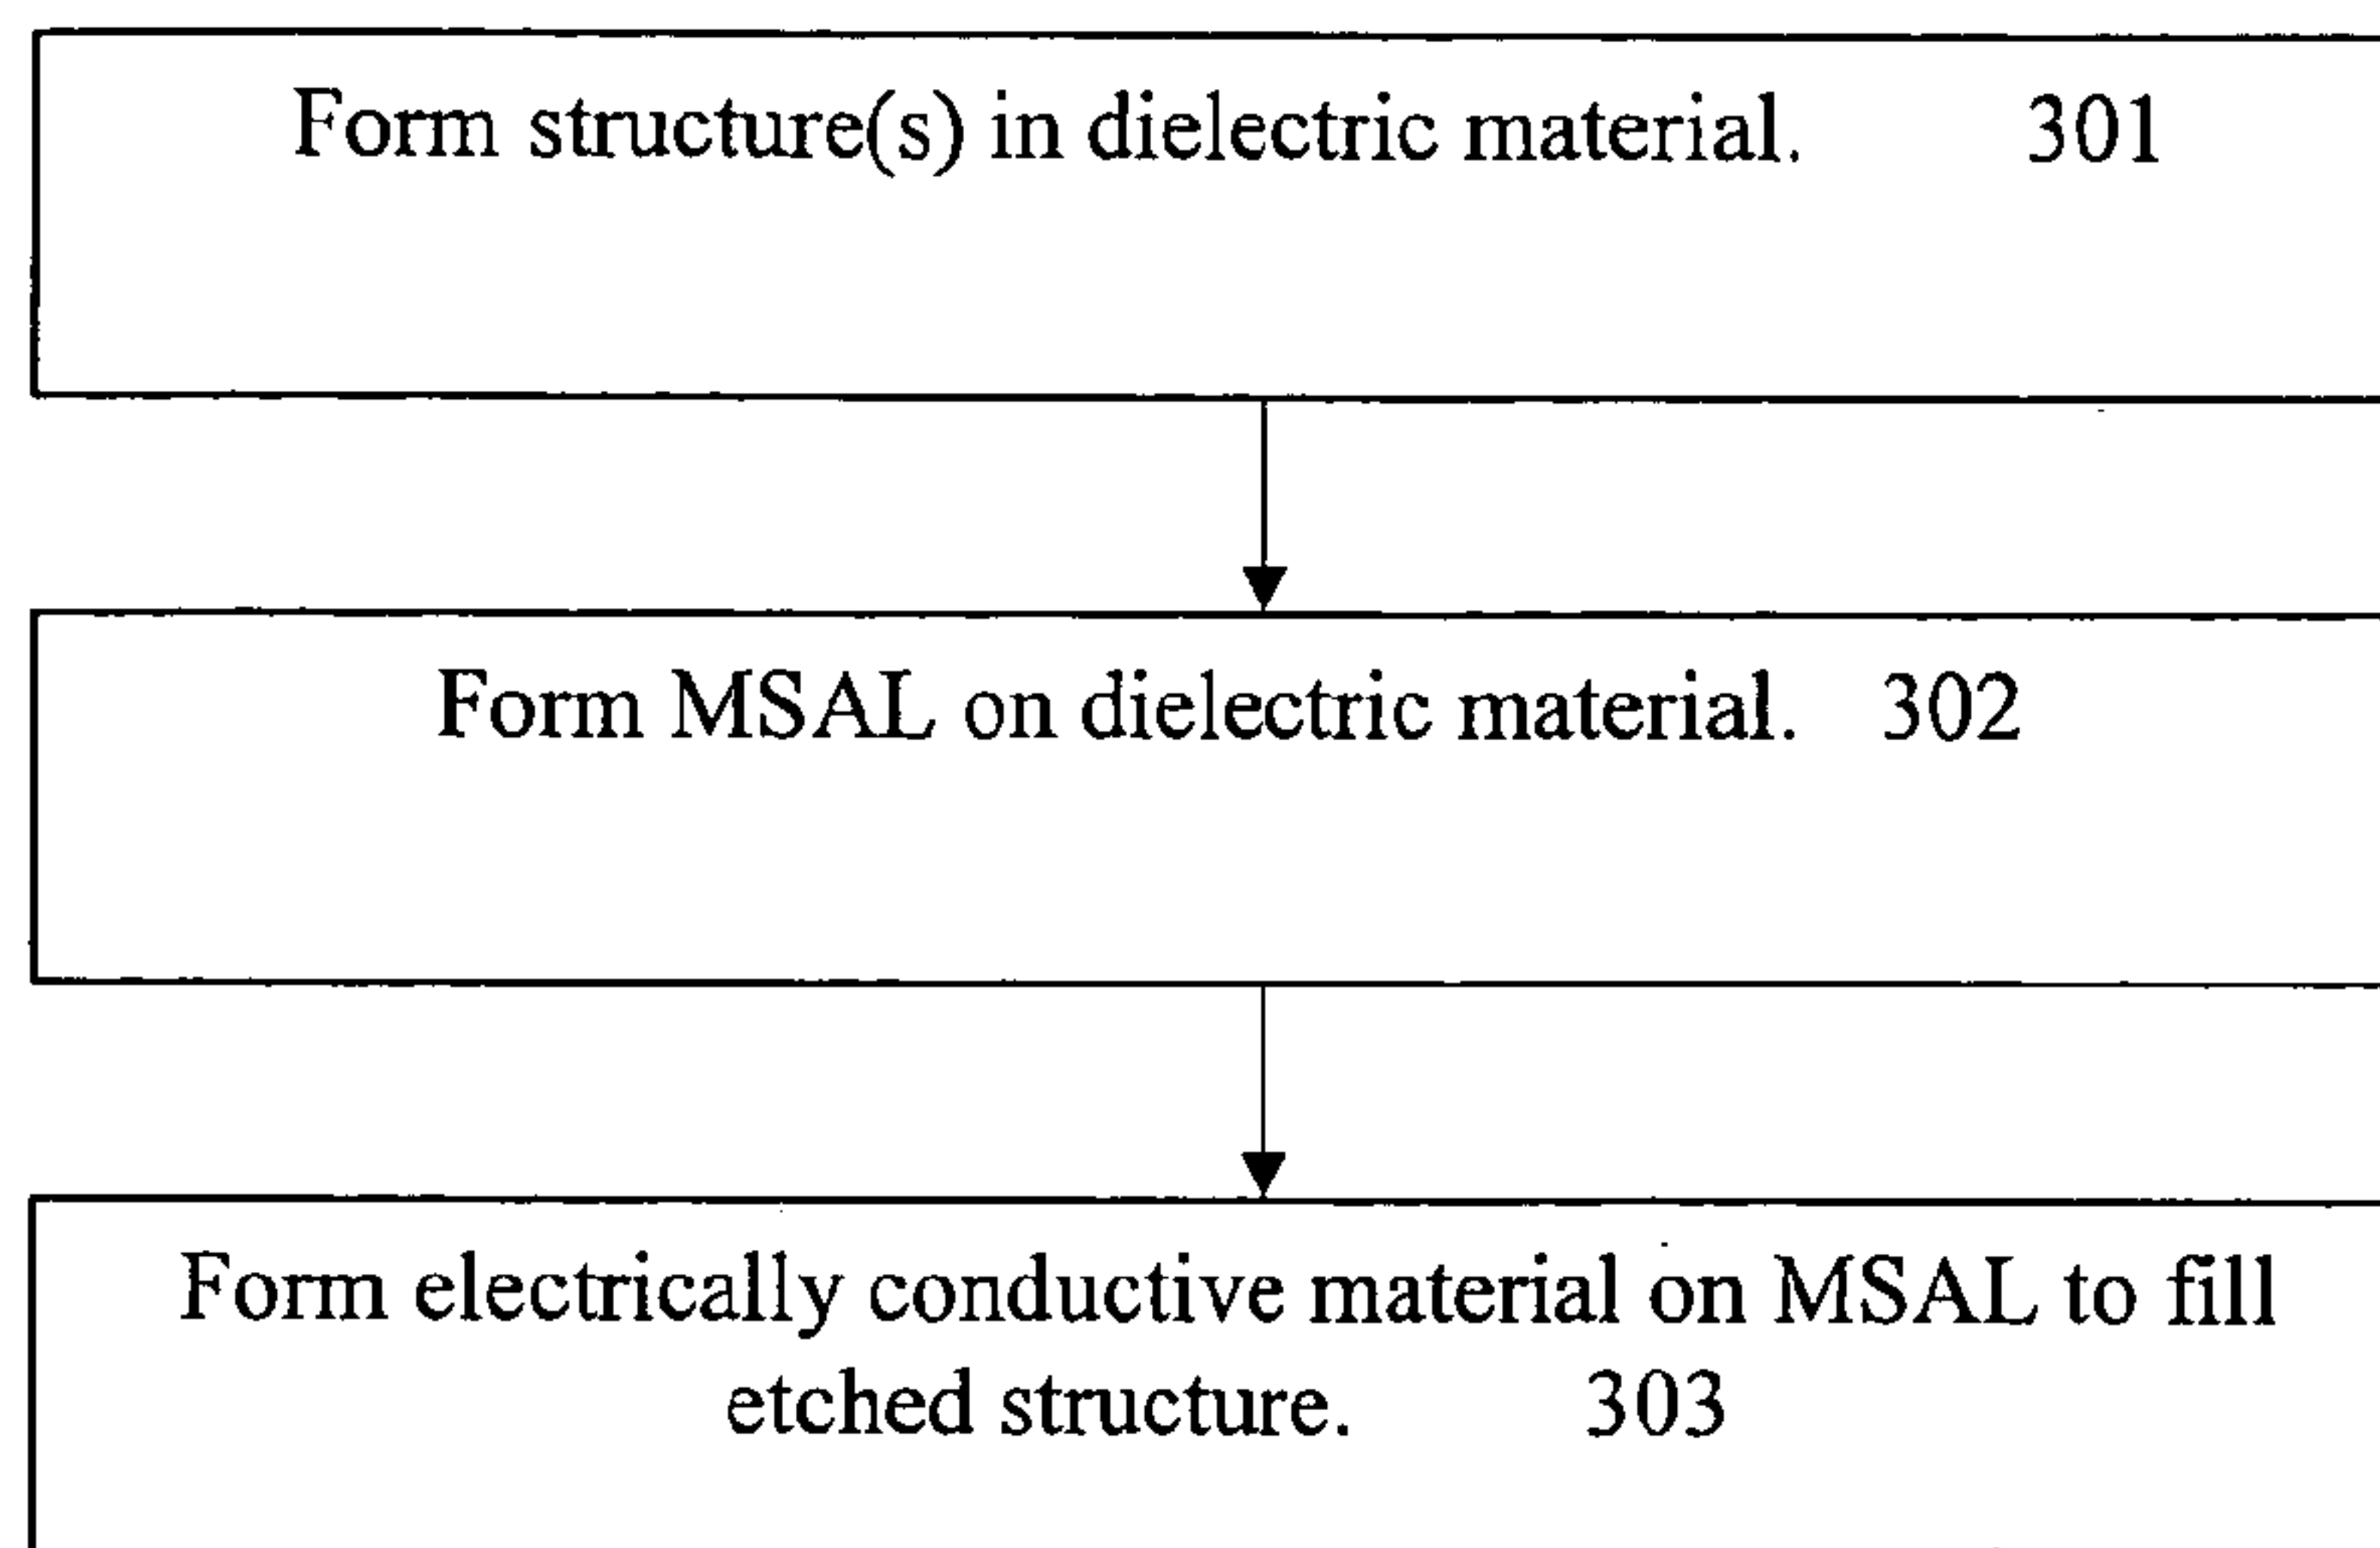 Form structure(s) in dielectric material. 301
Form MSAL on dielectric material. 302
Form electrically conductive material on MSAL to fill
etched structure. 303